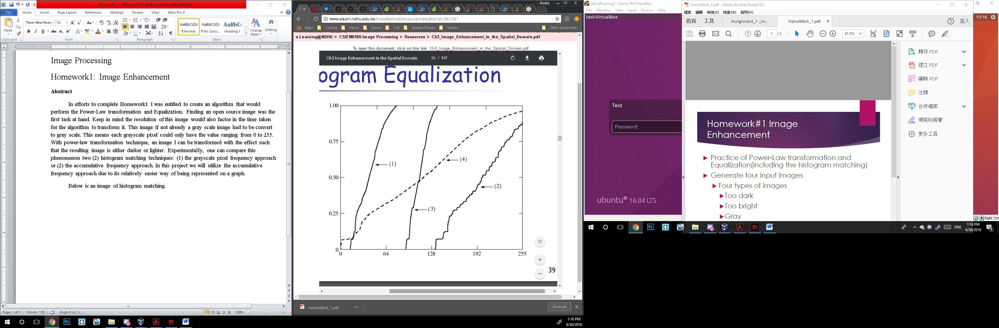 Report.docx - Microsoft Word (Product Activation Failed)
File Home Insert Page Layout References Mailings Review View Nitro Pro 9
Paste
Times New Rom 12
AaBbCcDc AaBbCcDc AaBbC
¶ Normal ¶ No Spaci... Heading 1
Change Styles
Editing
Clipboard Font Paragraph Styles
Image Processing
Homework1: Image Enhancement
Abstract
In efforts to complete Homework1 I was entitled to create an algorithm that would
perform the Power-Law transformation and Equalization. Finding an open source image was the
first task at hand. Keep in mind the resolution of this image would also factor in the time taken
for the algorithm to transform it. This image if not already a gray scale image had to be convert
to gray scale. This means each grayscale pixel could only have the value ranging from 0 to 255.
With power-law transformation technique, an image I can be transformed with the effect such
that the resulting image is either darker or lighter. Experimentally, one can compare this
phenomenon two (2) histogram matching techniques: (1) the grayscale pixel frequency approach
or (2) the accumulative frequency approach. In this project we will utilize the accumulative
frequency approach due to its relatively easier way of being represented on a graph.
Below is an image of histogram matching.
Page: 1 of 1 Words: 170 English (U.S.) 120%
1:16 PM
4/30/2018
Andre
www.elearn.ndhu.edu.tw/moodle/mod/resource/view.php?id=361741
Apps Coding Music Dance Cell StudyinTaiwan Games Other bookmarks
e-Learning@NDHU ► CSIEM0180-Image Processing ► Resources ► Ch3_Image_Enhancement_in_the_Spatial_Domain.pdf
To open this document, click on this link: Ch3_Image_Enhancement_in_the_Spatial_Domain.pdf
Ch3 Image Enhancement in the Spatial Domain 39 / 107
ogram Equalization
1.00
0.75
0.50
0.25
0
(1)
(4)
(2)
(3)
0 64 128 192 255
39
HomeWork_1.pdf
Show all
Ubu [Running] - Oracle VM VirtualBox
File Machine View Input Devices Help
test-VirtualBox
Test
Password
ubuntu® 16.04 LTS
HomeWork_1.pdf - Adobe Acrobat Reader DC
檔案 編輯 檢視(V) 視窗(W) 說明(H)
首頁 工具 Assignment_1-_Im... HomeWork_1.pdf
登入
1 / 2 61.5%
Homework#1 Image
Enhancement
Practice of Power-Law transformation and
Equalization(including the histogram matching)
Generate four input images
Four types of images
Too dark
Too bright
Gray
Normal
轉存 PDF
建立 PDF
編輯 PDF
注釋
合併檔案
填寫和簽署
更多工具
13:16
Right Ctrl
ENG
1:16 PM
4/30/2018
3